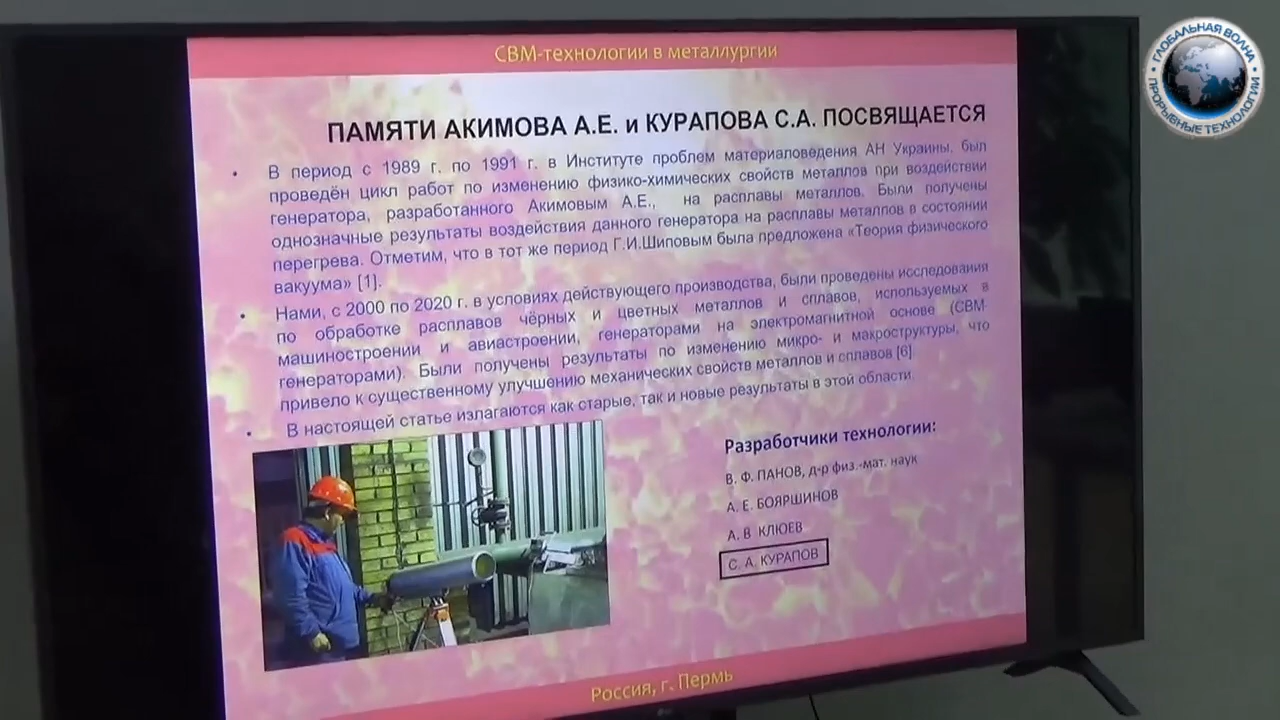 СВМ-технологии в металлургии
ГЛОБАЛЬНАЯ ВОЛНА
ПРОРЫВНЫЕ ТЕХНОЛОГИИ
ПАМЯТИ АКИМОВА А.Е. и КУРАПОВА С.А. ПОСВЯЩАЕТСЯ
• В период с 1989 г. по 1991 г. в Институте проблем материаловедения АН Украины, был
проведён цикл работ по изменению физико-химических свойств металлов при воздействии
генератора, разработанного Акимовым А.Е., на расплавы металлов. Были получены
однозначные результаты воздействия данного генератора на расплавы металлов в состоянии
перегрева. Отметим, что в тот же период Г.И.Шиповым была предложена «Теория физического
вакуума» [1].
• Нами, с 2000 по 2020 г. в условиях действующего производства, были проведены исследования
по обработке расплавов чёрных и цветных металлов и сплавов, используемых в
машиностроении и авиастроении, генераторами на электромагнитной основе (СВМ-
генераторами). Были получены результаты по изменению микро- и макроструктуры, что
привело к существенному улучшению механических свойств металлов и сплавов [6].
• В настоящей статье излагаются как старые, так и новые результаты в этой области.
Разработчики технологии:
В. Ф. ПАНОВ, д-р физ.-мат. наук
А. Е. БОЯРШИНОВ
А. В КЛЮЕВ
С. А. КУРАПОВ
Россия, г. Пермь